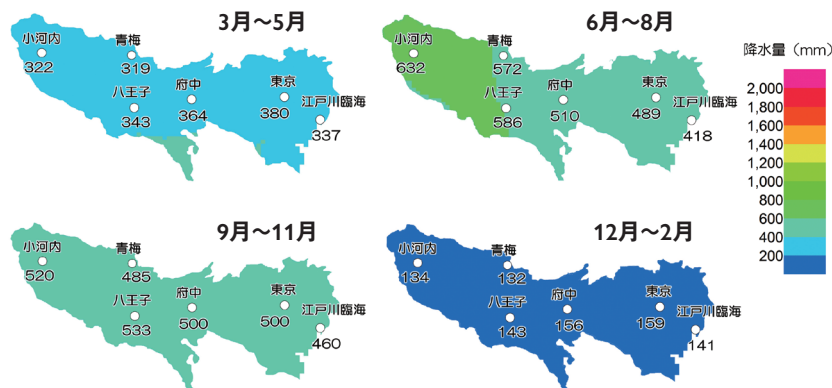 3月～5月
小河内
322
青梅
319
八王子
343
府中
364
東京
380
江戸川臨海
337
6月～8月
小河内
632
青梅
572
八王子
586
府中
510
東京
489
江戸川臨海
418
降水量（mm）
2,000
1,800
1,600
1,400
1,200
1,000
800
600
400
200
9月～11月
小河内
520
青梅
485
八王子
533
府中
500
東京
500
江戸川臨海
460
12月～2月
小河内
134
青梅
132
八王子
143
府中
156
東京
159
江戸川臨海
141